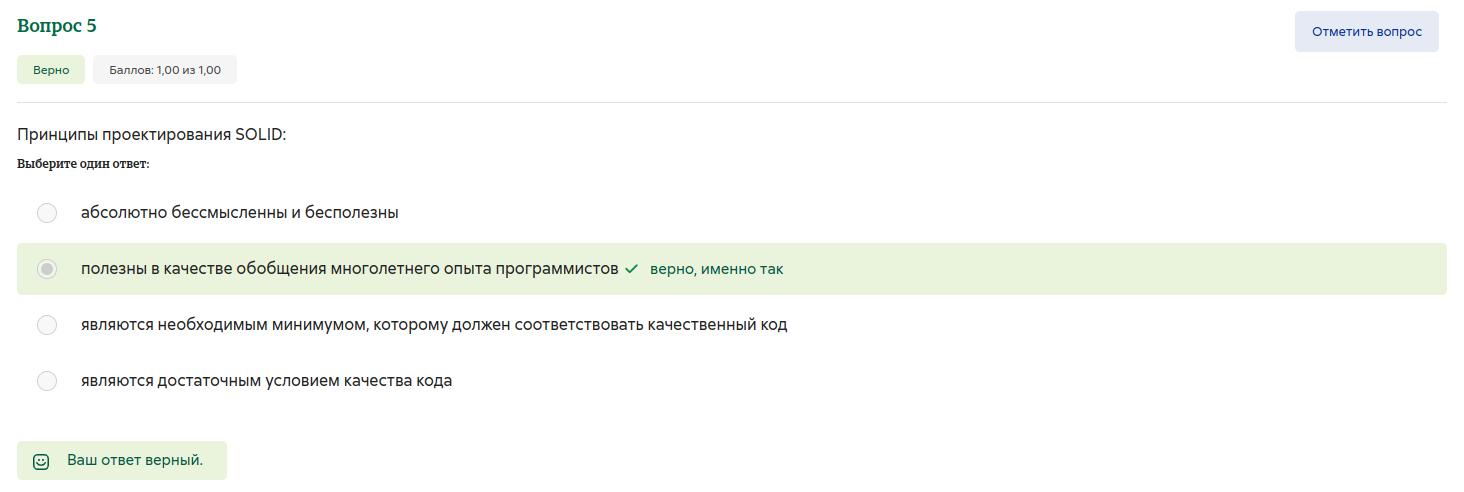 Вопрос 5
Отметить вопрос
Верно
Баллов: 1,00 из 1,00
Принципы проектирования SOLID:
Выберите один ответ:
абсолютно бессмысленны и бесполезны
полезны в качестве обобщения многолетнего опыта программистов верно, именно так
являются необходимым минимумом, которому должен соответствовать качественный код
являются достаточным условием качества кода
Ваш ответ верный.